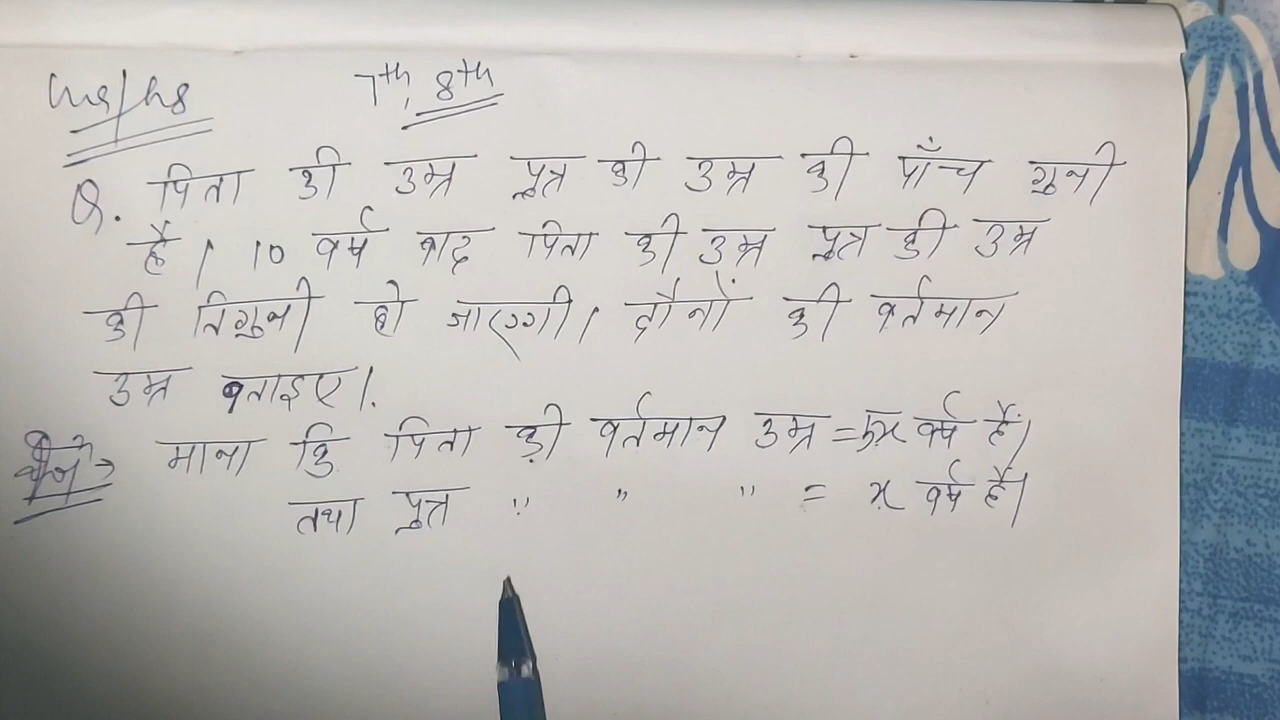 Maths 7th, 8th
Q. पिता की उम्र पुत्र की उम्र की पाँच गुनी
है। 10 वर्ष बाद पिता की उम्र पुत्र की उम्र
की तिगुनी हो जाएगी। दोनों की वर्तमान
उम्र बताइए।
माना कि पिता की वर्तमान उम्र = 5x वर्ष है।
तथा पुत्र " " " = x वर्ष है।